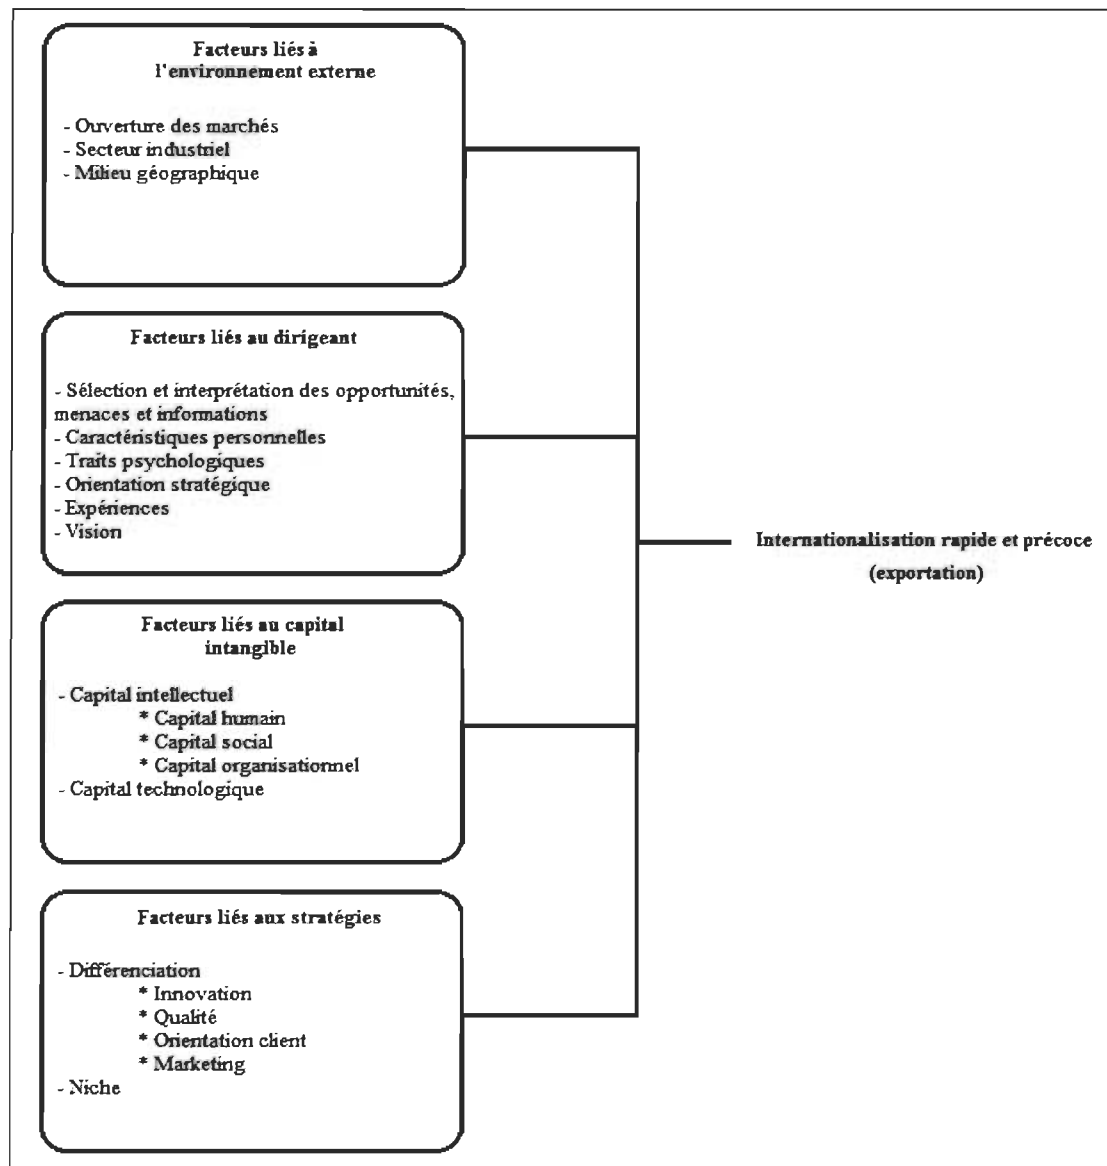 Facteurs liés à
l'environnement externe
- Ouverture des marchés
- Secteur industriel
- Milieu géographique
Facteurs liés au dirigeant
- Sélection et interprétation des opportunités,
menaces et informations
- Caractéristiques personnelles
- Traits psychologiques
- Orientation stratégique
- Expériences
- Vision
Facteurs liés au capital
intangible
- Capital intellectuel
* Capital humain
* Capital social
* Capital organisationnel
- Capital technologique
Facteurs liés aux stratégies
- Différenciation
* Innovation
* Qualité
* Orientation client
* Marketing
- Niche
Internationalisation rapide et précoce
(exportation)